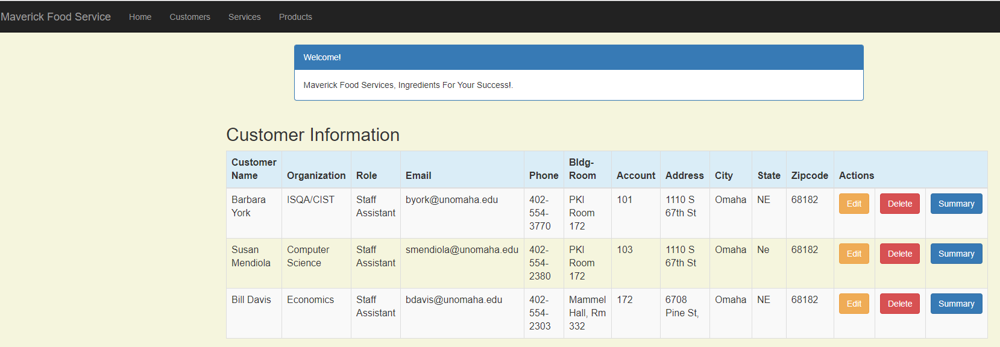 Maverick Food Service Home Customers Services Products
Welcome!
Maverick Food Services, Ingredients For Your Success!.
Customer Information
Customer Name Organization Role Email Phone Bldg-Room Account Address City State Zipcode Actions
Barbara York ISQA/CIST Staff Assistant byork@unomaha.edu 402-554-3770 PKI Room 172 101 1110 S 67th St Omaha NE 68182 Edit Delete Summary
Susan Mendiola Computer Science Staff Assistant smendiola@unomaha.edu 402-554-2380 PKI Room 172 103 1110 S 67th St Omaha Ne 68182 Edit Delete Summary
Bill Davis Economics Staff Assistant bdavis@unomaha.edu 402-554-2303 Mammel Hall, Rm 332 172 6708 Pine St, Omaha NE 68182 Edit Delete Summary